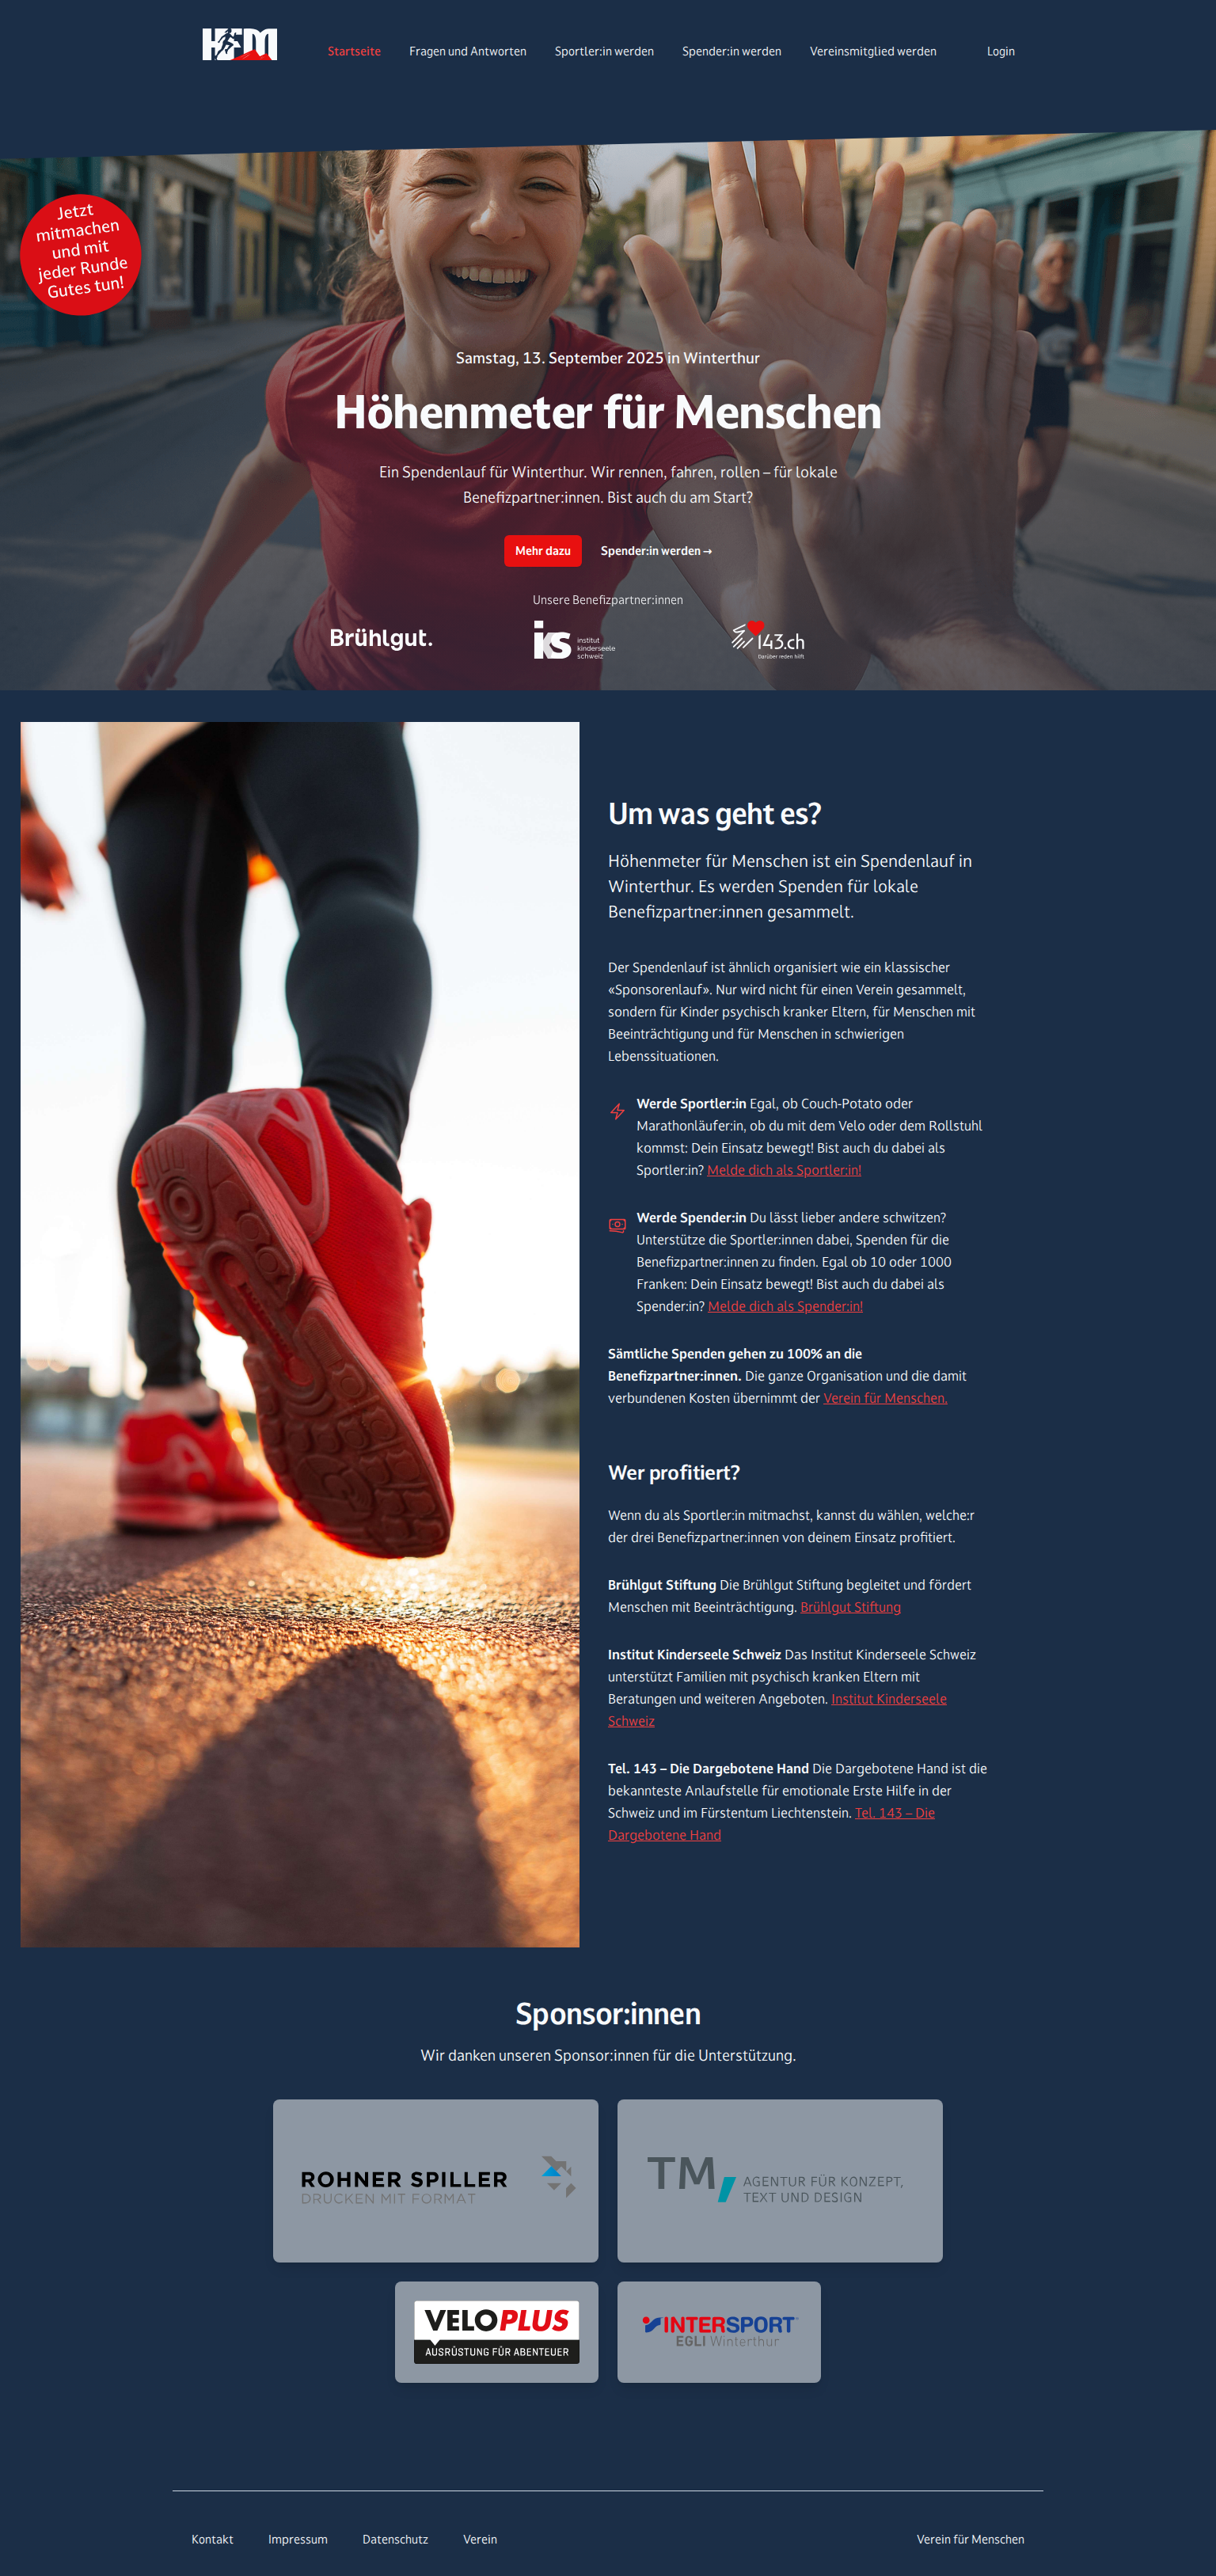 HfM
Startseite
Fragen und Antworten
Sportler:in werden
Spender:in werden
Vereinsmitglied werden
Login
Jetzt
mitmachen
und mit
jeder Runde
Gutes tun!
Samstag, 13. September 2025 in Winterthur
Höhenmeter für Menschen
Ein Spendenlauf für Winterthur. Wir rennen, fahren, rollen – für lokale
Benefizpartner:innen. Bist auch du am Start?
Mehr dazu
Spender:in werden →
Unsere Benefizpartner:innen
Brühlgut.
iks
institut
kinderseele
schweiz
143.ch
Darüber reden hilft
Um was geht es?
Höhenmeter für Menschen ist ein Spendenlauf in
Winterthur. Es werden Spenden für lokale
Benefizpartner:innen gesammelt.
Der Spendenlauf ist ähnlich organisiert wie ein klassischer
«Sponsorenlauf». Nur wird nicht für einen Verein gesammelt,
sondern für Kinder psychisch kranker Eltern, für Menschen mit
Beeinträchtigung und für Menschen in schwierigen
Lebenssituationen.
Werde Sportler:in Egal, ob Couch-Potato oder
Marathonläufer:in, ob du mit dem Velo oder dem Rollstuhl
kommst: Dein Einsatz bewegt! Bist auch du dabei als
Sportler:in? Melde dich als Sportler:in!
Werde Spender:in Du lässt lieber andere schwitzen?
Unterstütze die Sportler:innen dabei, Spenden für die
Benefizpartner:innen zu finden. Egal ob 10 oder 1000
Franken: Dein Einsatz bewegt! Bist auch du dabei als
Spender:in? Melde dich als Spender:in!
Sämtliche Spenden gehen zu 100% an die
Benefizpartner:innen. Die ganze Organisation und die damit
verbundenen Kosten übernimmt der Verein für Menschen.
Wer profitiert?
Wenn du als Sportler:in mitmachst, kannst du wählen, welche:r
der drei Benefizpartner:innen von deinem Einsatz profitiert.
Brühlgut Stiftung Die Brühlgut Stiftung begleitet und fördert
Menschen mit Beeinträchtigung. Brühlgut Stiftung
Institut Kinderseele Schweiz Das Institut Kinderseele Schweiz
unterstützt Familien mit psychisch kranken Eltern mit
Beratungen und weiteren Angeboten. Institut Kinderseele
Schweiz
Tel. 143 – Die Dargebotene Hand Die Dargebotene Hand ist die
bekannteste Anlaufstelle für emotionale Erste Hilfe in der
Schweiz und im Fürstentum Liechtenstein. Tel. 143 – Die
Dargebotene Hand
Sponsor:innen
Wir danken unseren Sponsor:innen für die Unterstützung.
ROHNER SPILLER
DRUCKEN MIT FORMAT
TM,
AGENTUR FÜR KONZEPT,
TEXT UND DESIGN
VELOPLUS
AUSRÜSTUNG FÜR ABENTEUER
INTERSPORT
EGLI Winterthur
Kontakt
Impressum
Datenschutz
Verein
Verein für Menschen